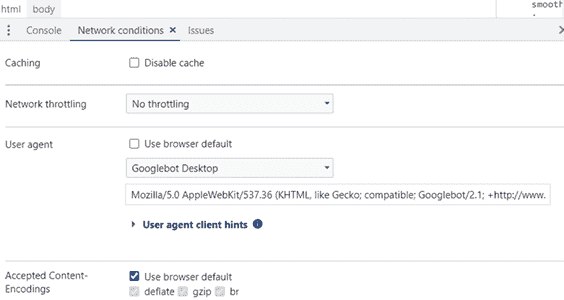 html body
smooth
Console Network conditions Issues
Caching Disable cache
Network throttling No throttling
User agent Use browser default
Googlebot Desktop
Mozilla/5.0 AppleWebKit/537.36 (KHTML, like Gecko; compatible; Googlebot/2.1; +http://www.
User agent client hints
Accepted Content- Use browser default
Encodings deflate gzip br